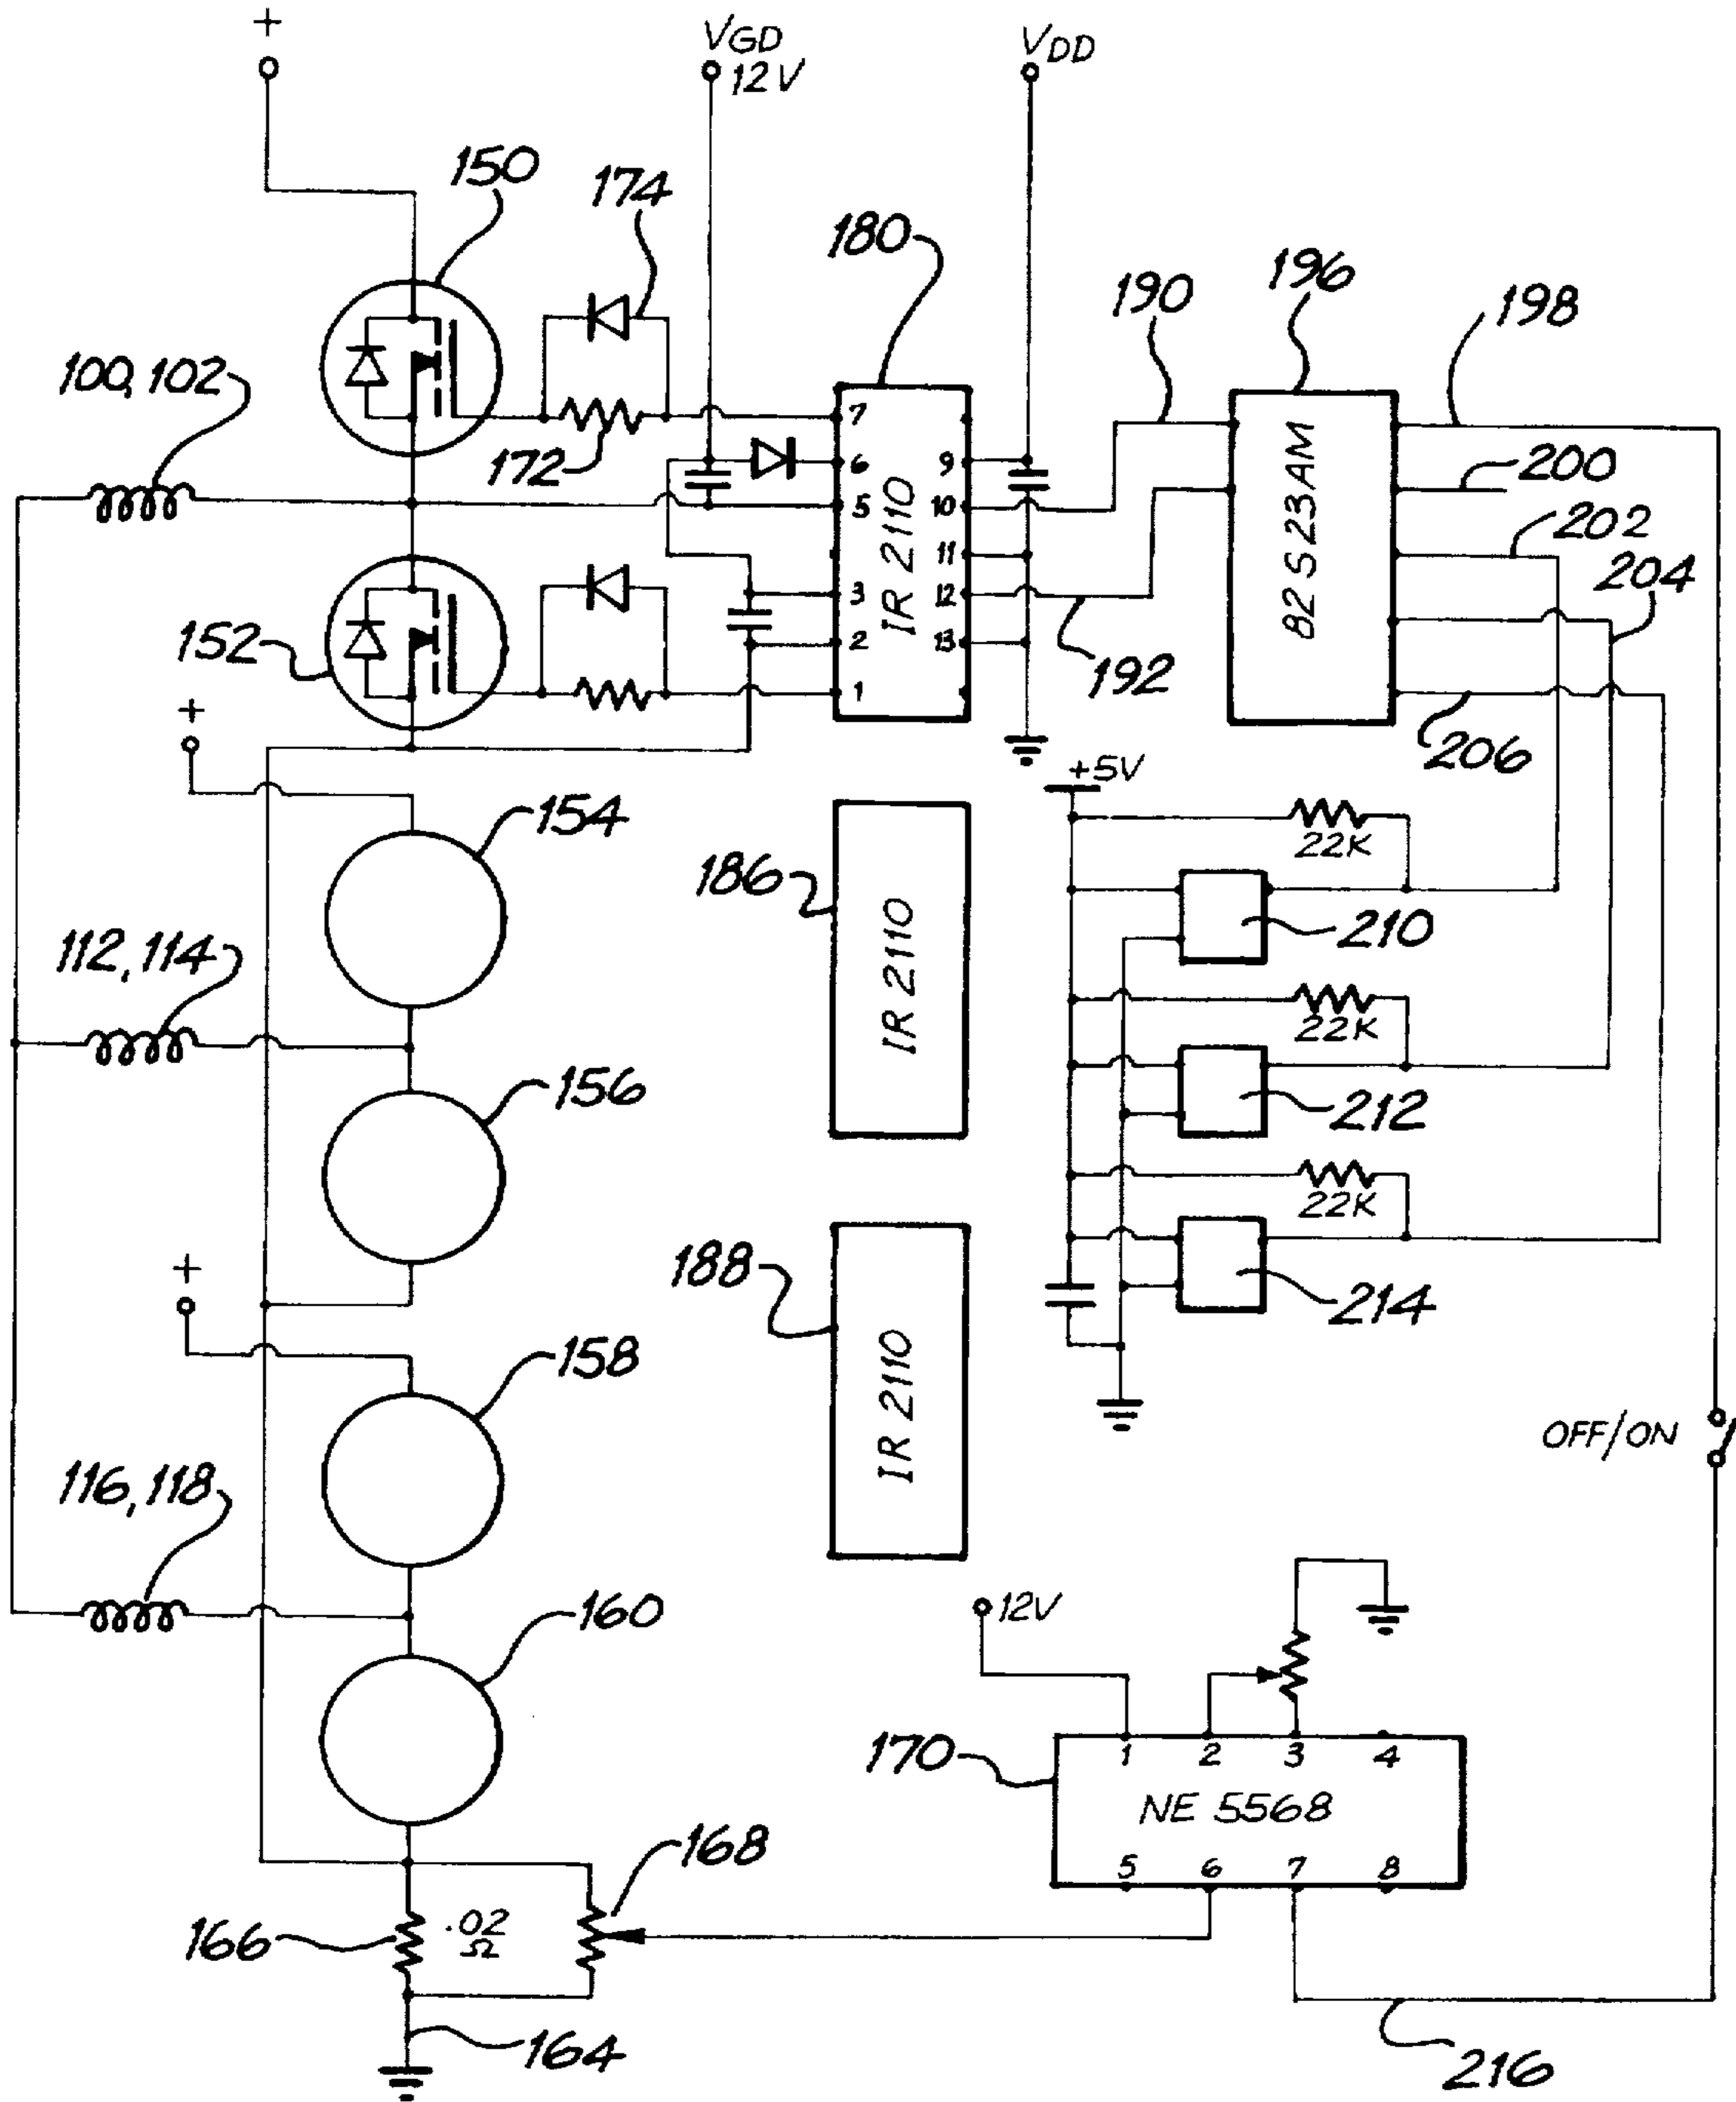 +
VGD
12V
VDD
150
174
180
190
196
198
100, 102
172
7
6
5
3
2
1
IR 2110
9
10
11
12
13
82S23AM
200
202
204
152
192
206
+
+5V
154
22K
186
IR 2110
210
112, 114
22K
156
212
22K
+
188
IR 2110
214
158
OFF/ON
116, 118
160
12V
170
1 2 3 4
NE 5568
5 6 7 8
168
166
.02
Ω
164
216